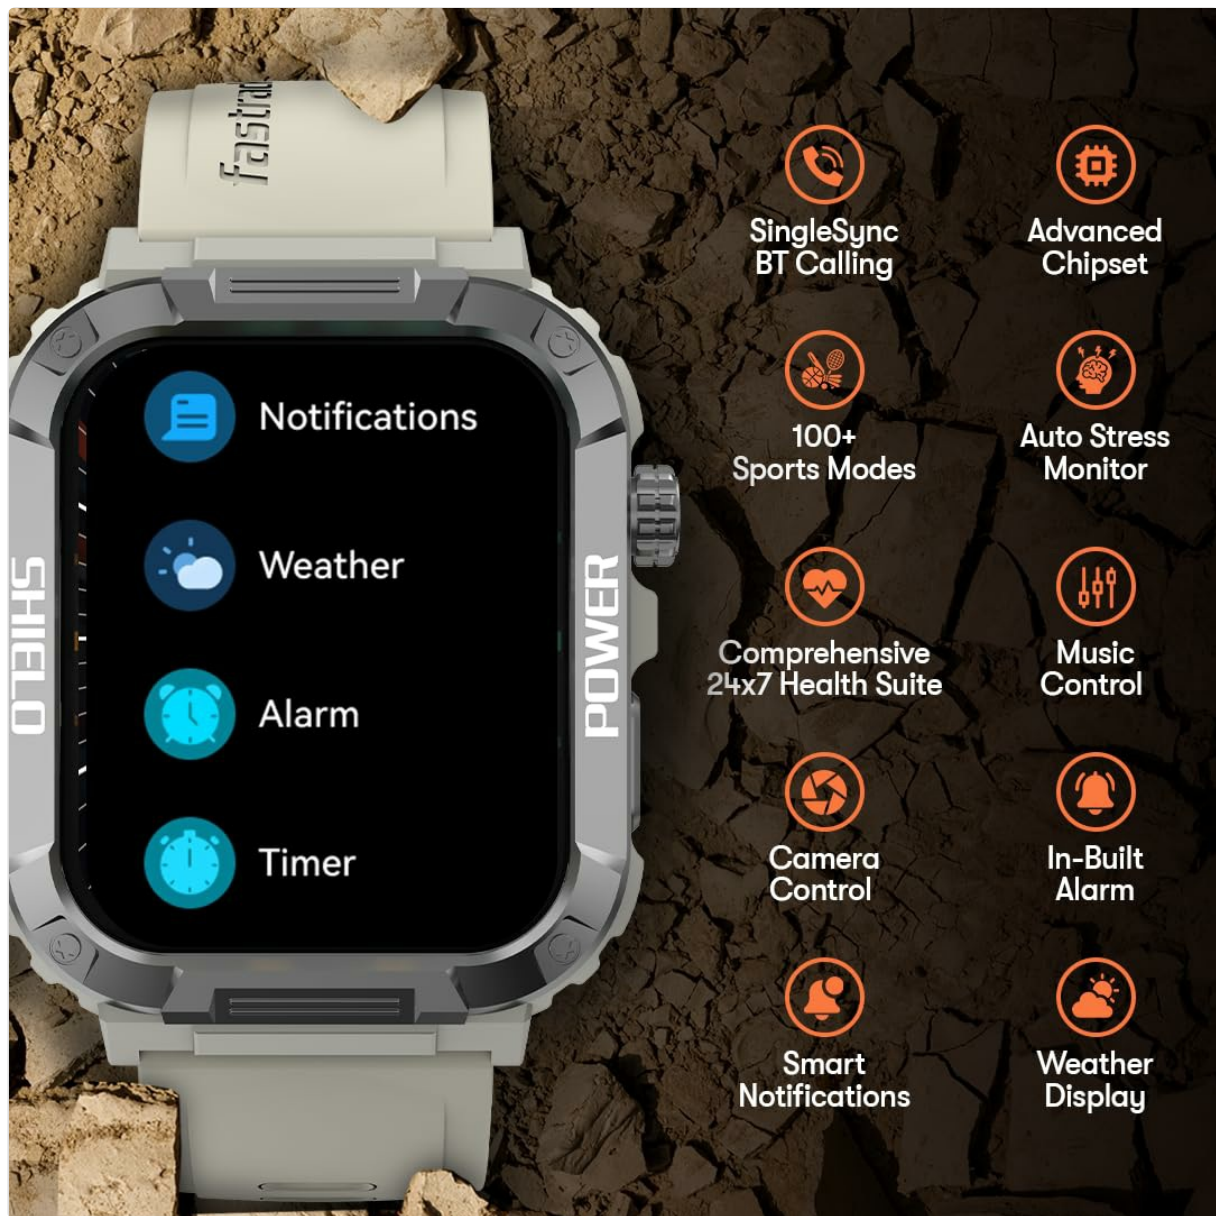 fastra
Notifications
Weather
Alarm
Timer
SHIELD
POWER
SingleSync
BT Calling
Advanced
Chipset
100+
Sports Modes
Auto Stress
Monitor
Comprehensive
24x7 Health Suite
Music
Control
Camera
Control
In-Built
Alarm
Smart
Notifications
Weather
Display